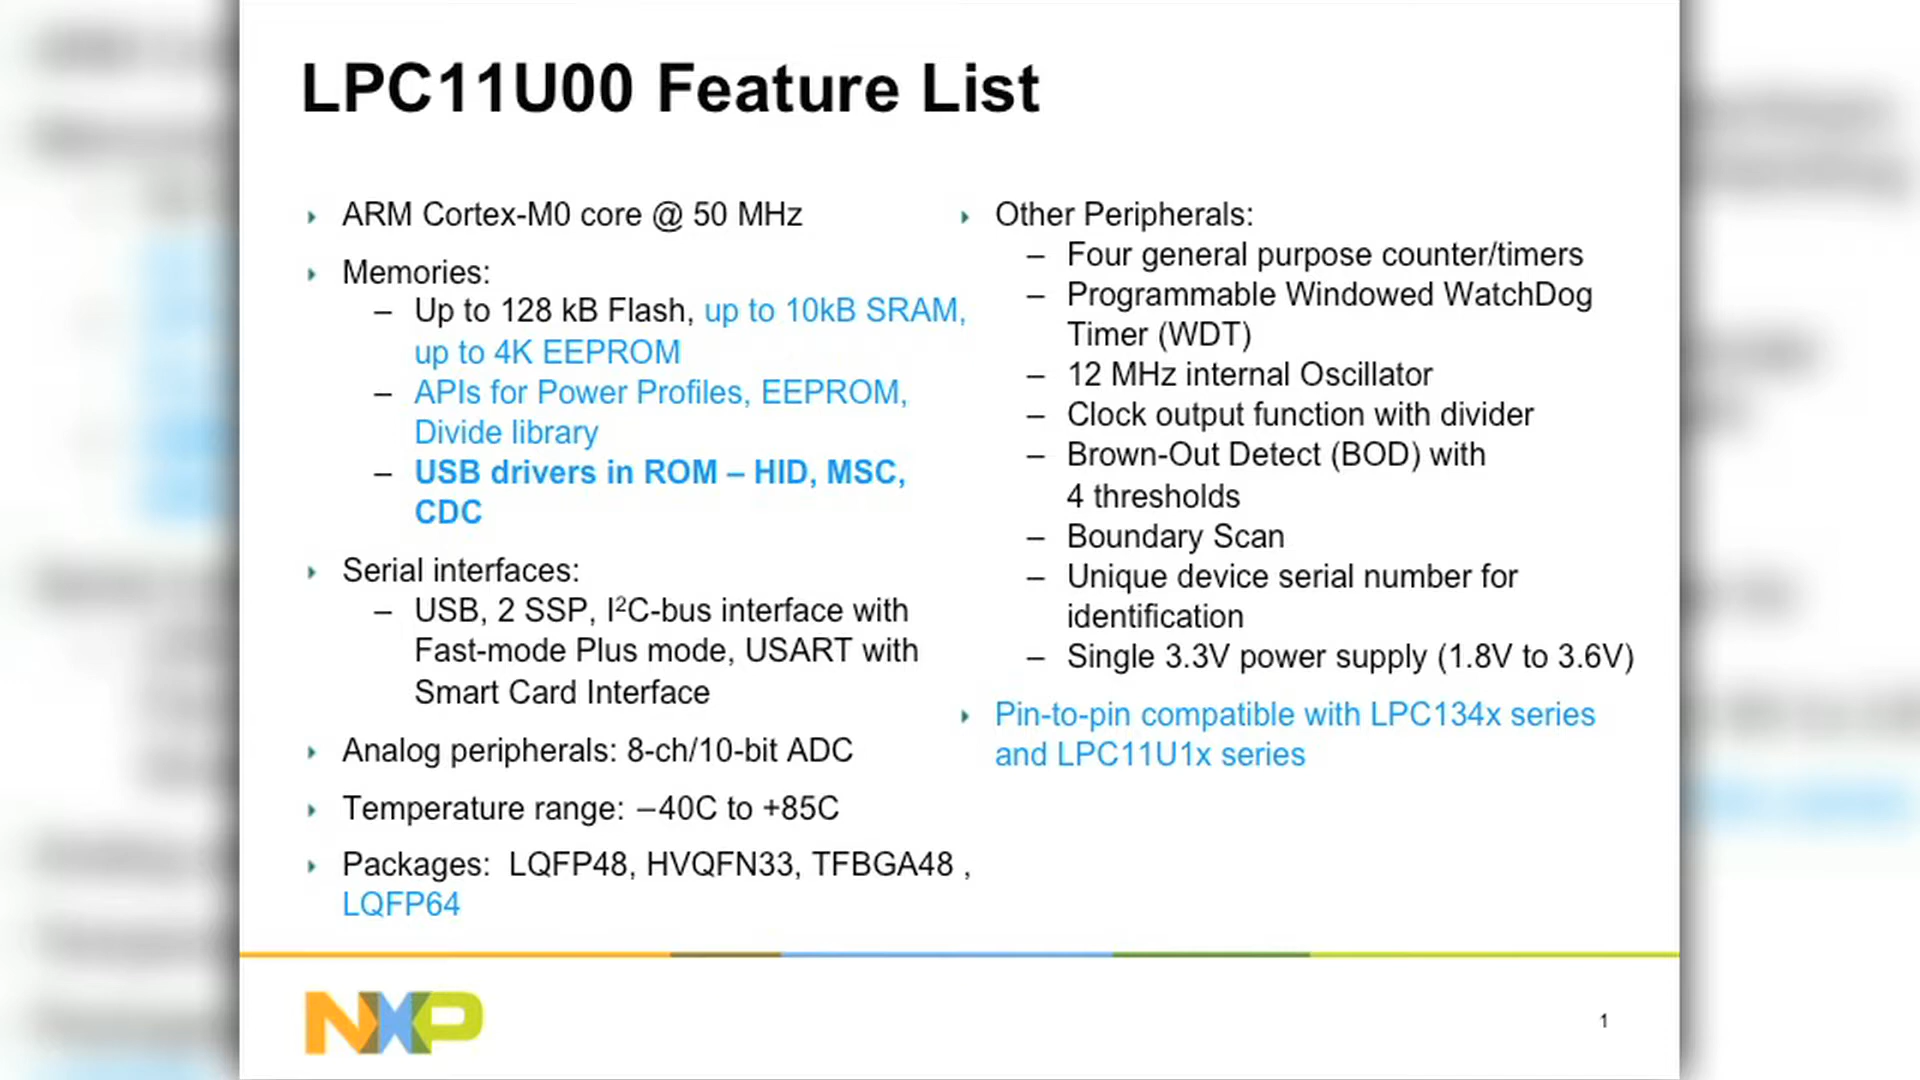 LPC11U00 Feature List
ARM Cortex-M0 core @ 50 MHz
Memories:
– Up to 128 kB Flash, up to 10kB SRAM,
up to 4K EEPROM
– APIs for Power Profiles, EEPROM,
Divide library
– USB drivers in ROM – HID, MSC,
CDC
Serial interfaces:
– USB, 2 SSP, I²C-bus interface with
Fast-mode Plus mode, USART with
Smart Card Interface
Analog peripherals: 8-ch/10-bit ADC
Temperature range: –40C to +85C
Packages: LQFP48, HVQFN33, TFBGA48 ,
LQFP64
Other Peripherals:
– Four general purpose counter/timers
– Programmable Windowed WatchDog
Timer (WDT)
– 12 MHz internal Oscillator
– Clock output function with divider
– Brown-Out Detect (BOD) with
4 thresholds
– Boundary Scan
– Unique device serial number for
identification
– Single 3.3V power supply (1.8V to 3.6V)
Pin-to-pin compatible with LPC134x series
and LPC11U1x series
NXP
1